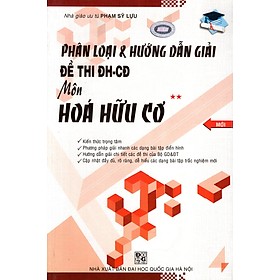 Nhà giáo ưu tú PHẠM SỸ LỰU
PHÂN LOẠI & HƯỚNG DẪN GIẢI
ĐỀ THI ĐH-CĐ
Môn
HOÁ HỮU CƠ
MỚI
Kiến thức trọng tâm
Phương pháp giải nhanh các dạng bài tập điển hình
Hướng dẫn giải chi tiết các đề thi của Bộ GD&ĐT
Cập nhật đầy đủ, rõ ràng, dễ hiểu các dạng bài tập trắc nghiệm mới
NHÀ XUẤT BẢN ĐẠI HỌC QUỐC GIA HÀ NỘI